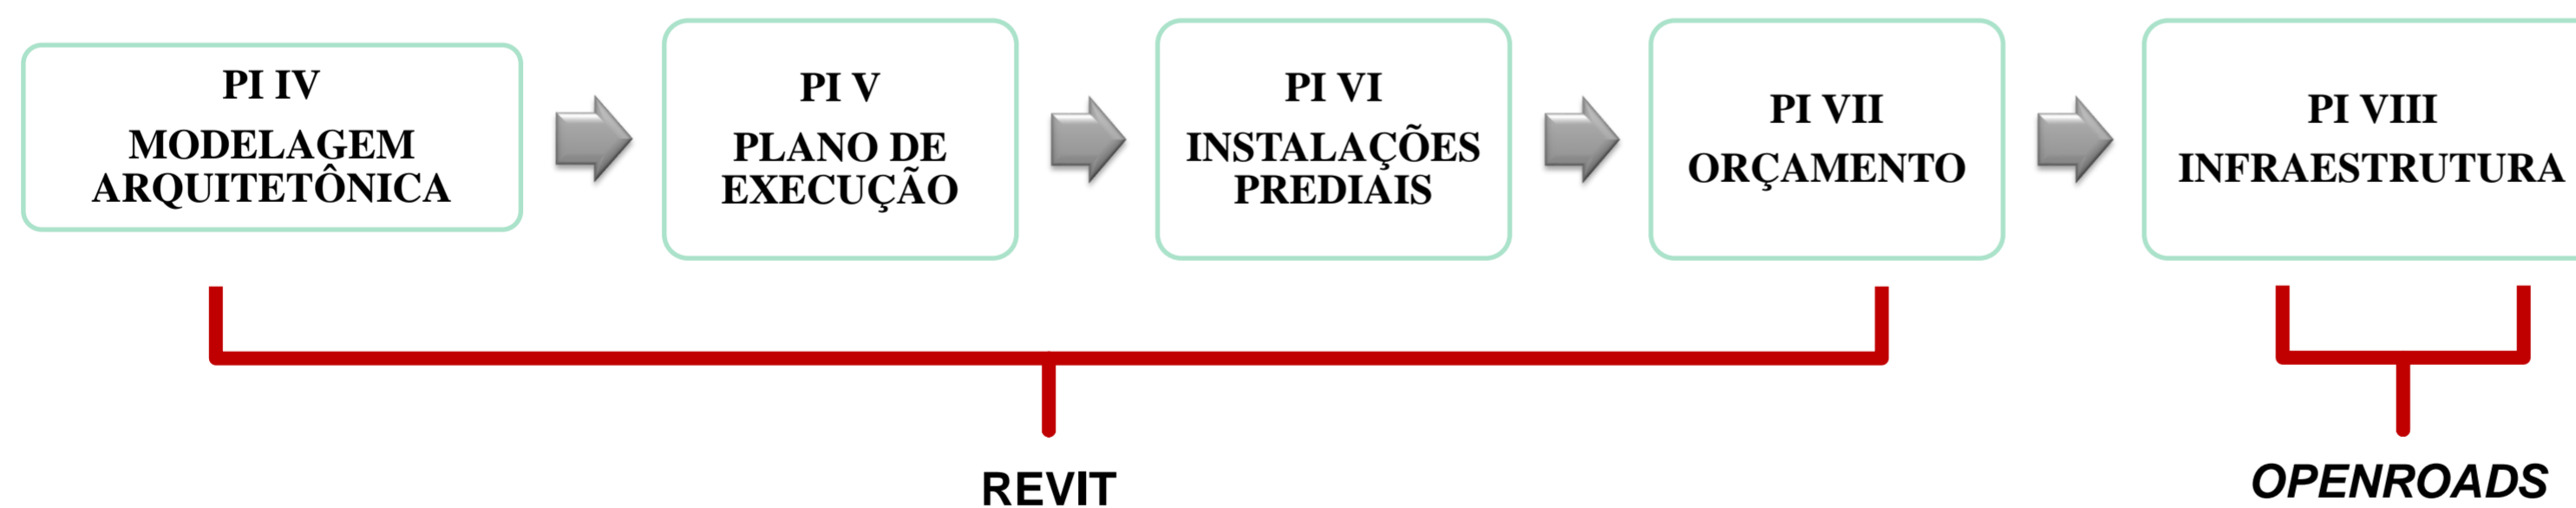 PI IV
MODELAGEM
ARQUITETÔNICA
PI V
PLANO DE
EXECUÇÃO
PI VI
INSTALAÇÕES
PREDIAIS
PI VII
ORÇAMENTO
PI VIII
INFRAESTRUTURA
REVIT
OPENROADS